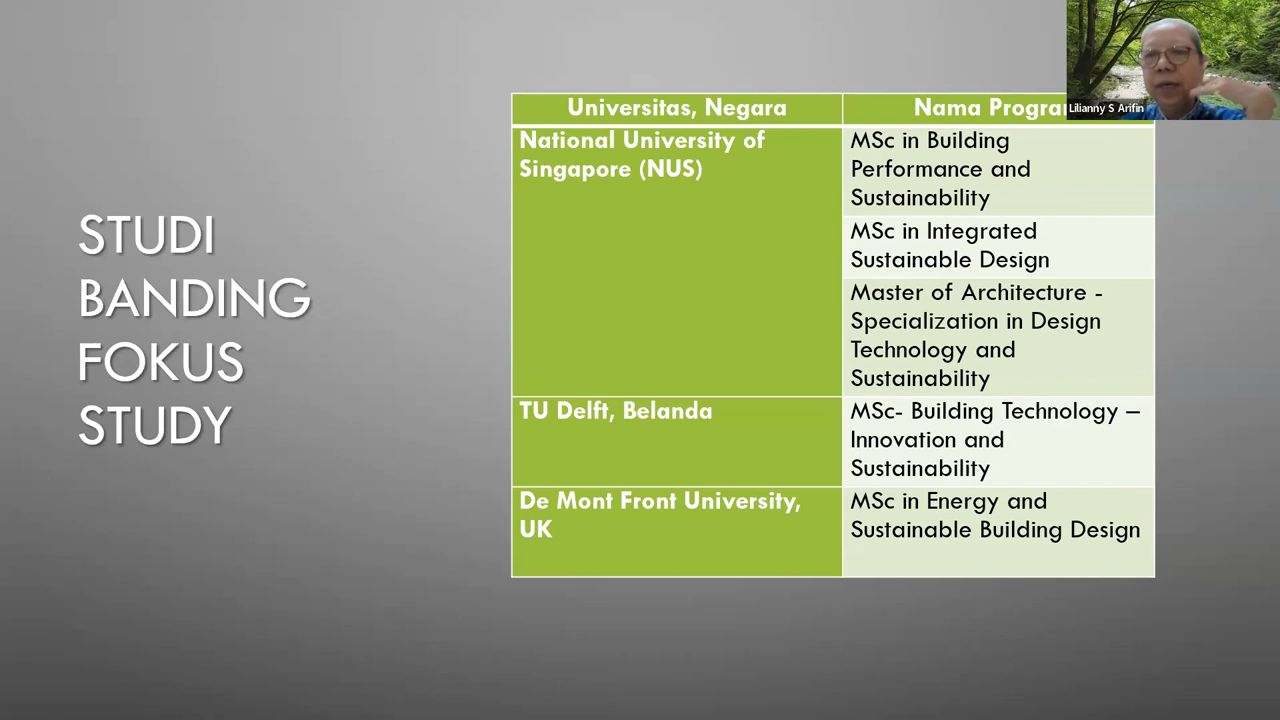 STUDI
BANDING
FOKUS
STUDY
Universitas, Negara
Nama Progra
Lilianny S Arifin
National University of
Singapore (NUS)
MSc in Building
Performance and
Sustainability
MSc in Integrated
Sustainable Design
Master of Architecture -
Specialization in Design
Technology and
Sustainability
TU Delft, Belanda
MSc- Building Technology –
Innovation and
Sustainability
De Mont Front University,
UK
MSc in Energy and
Sustainable Building Design